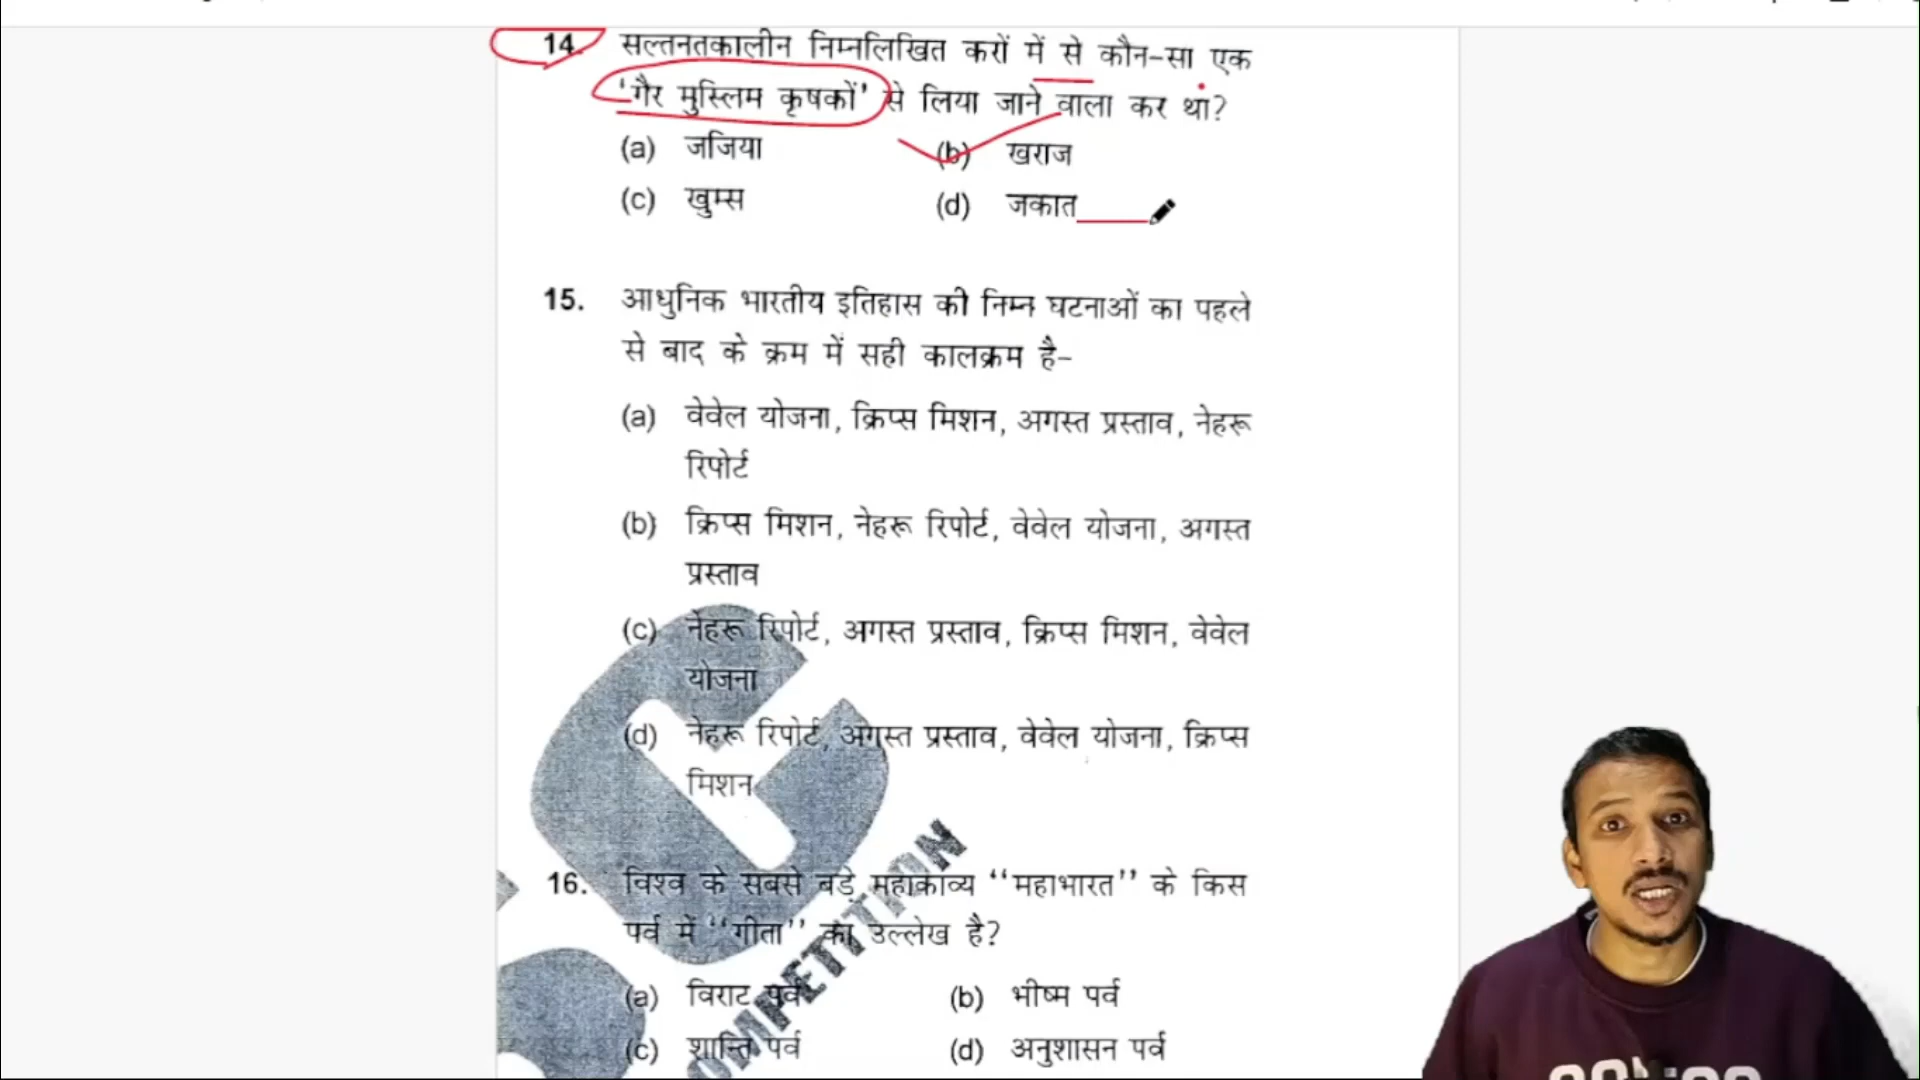 14. सल्तनतकालीन निम्नलिखित करों में से कौन-सा एक
'गैर मुस्लिम कृषकों' से लिया जाने वाला कर था?
(a) जजिया (b) खराज
(c) खुम्स (d) जकात
15. आधुनिक भारतीय इतिहास की निम्न घटनाओं का पहले
से बाद के क्रम में सही कालक्रम है-
(a) वेवेल योजना, क्रिप्स मिशन, अगस्त प्रस्ताव, नेहरू
रिपोर्ट
(b) क्रिप्स मिशन, नेहरू रिपोर्ट, वेवेल योजना, अगस्त
प्रस्ताव
(c) नेहरू रिपोर्ट, अगस्त प्रस्ताव, क्रिप्स मिशन, वेवेल
योजना
(d) नेहरू रिपोर्ट, अगस्त प्रस्ताव, वेवेल योजना, क्रिप्स
मिशन
16. विश्व के सबसे बड़े महाकाव्य ''महाभारत'' के किस
पर्व में ''गीता'' का उल्लेख है?
(a) विराट पर्व (b) भीष्म पर्व
(c) शान्ति पर्व (d) अनुशासन पर्व